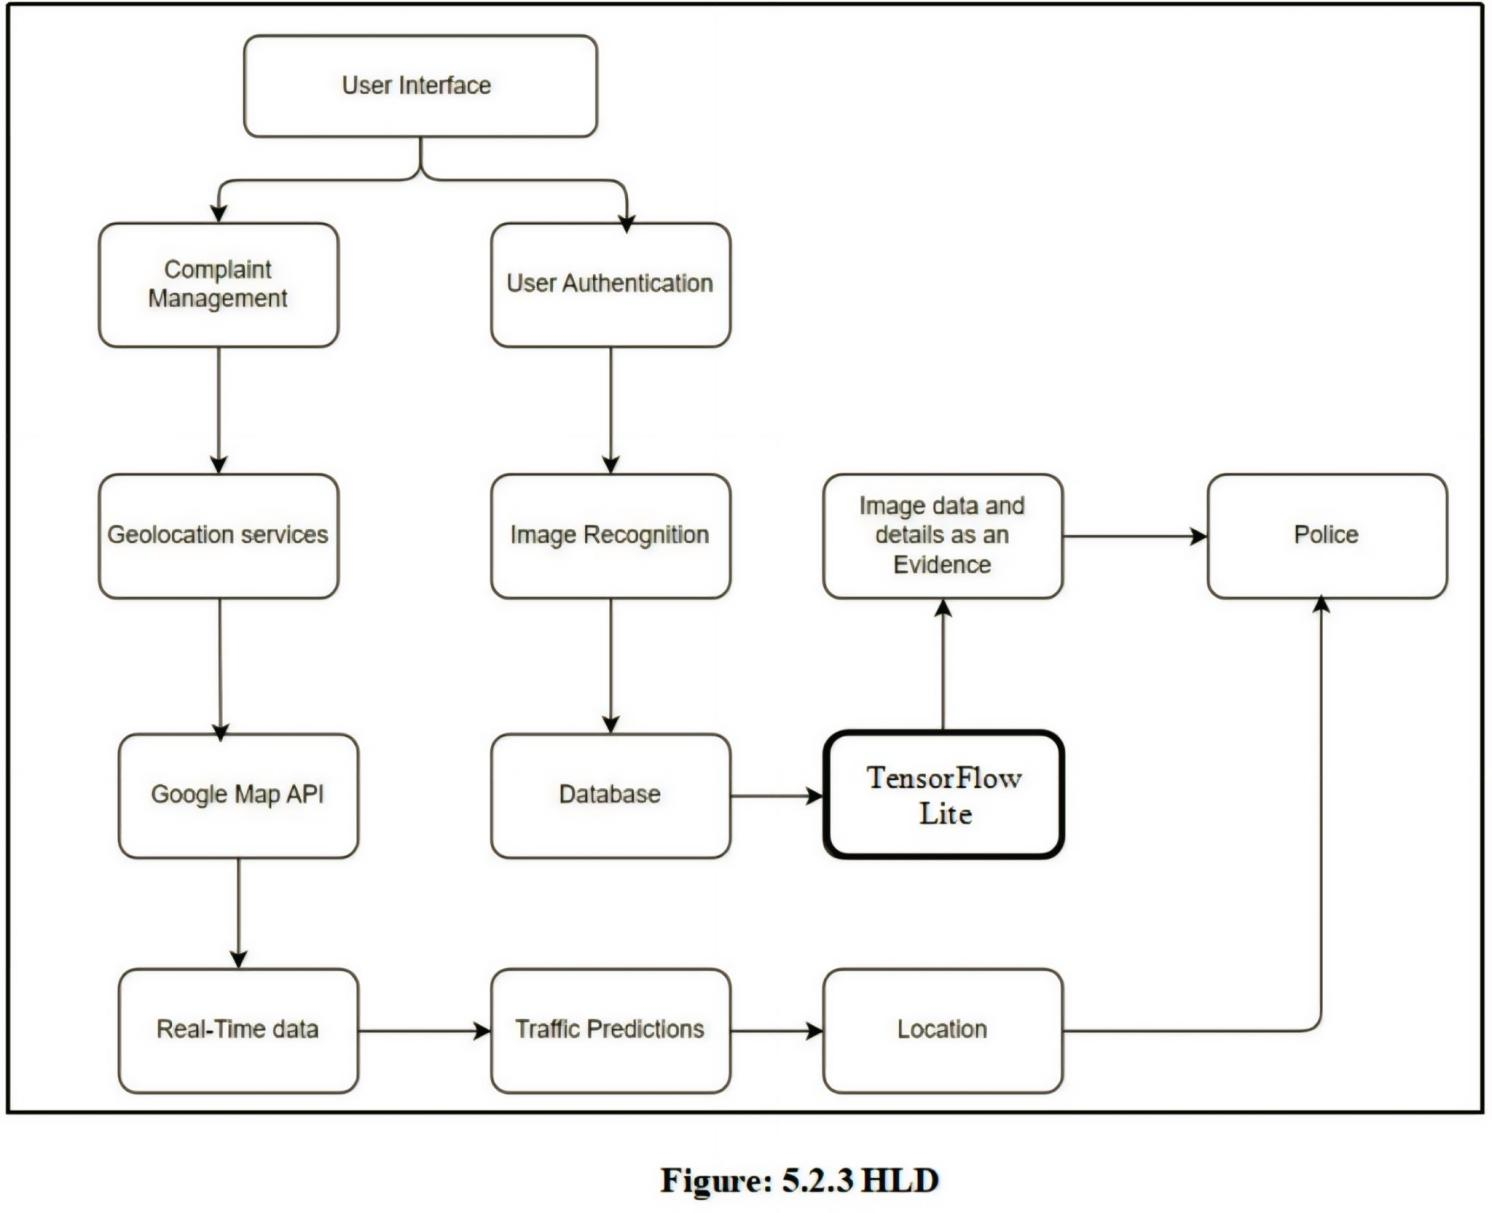 User Interface
Complaint
Management
User Authentication
Geolocation services
Image Recognition
Image data and
details as an
Evidence
Police
Google Map API
Database
TensorFlow
Lite
Real-Time data
Traffic Predictions
Location
Figure: 5.2.3 HLD